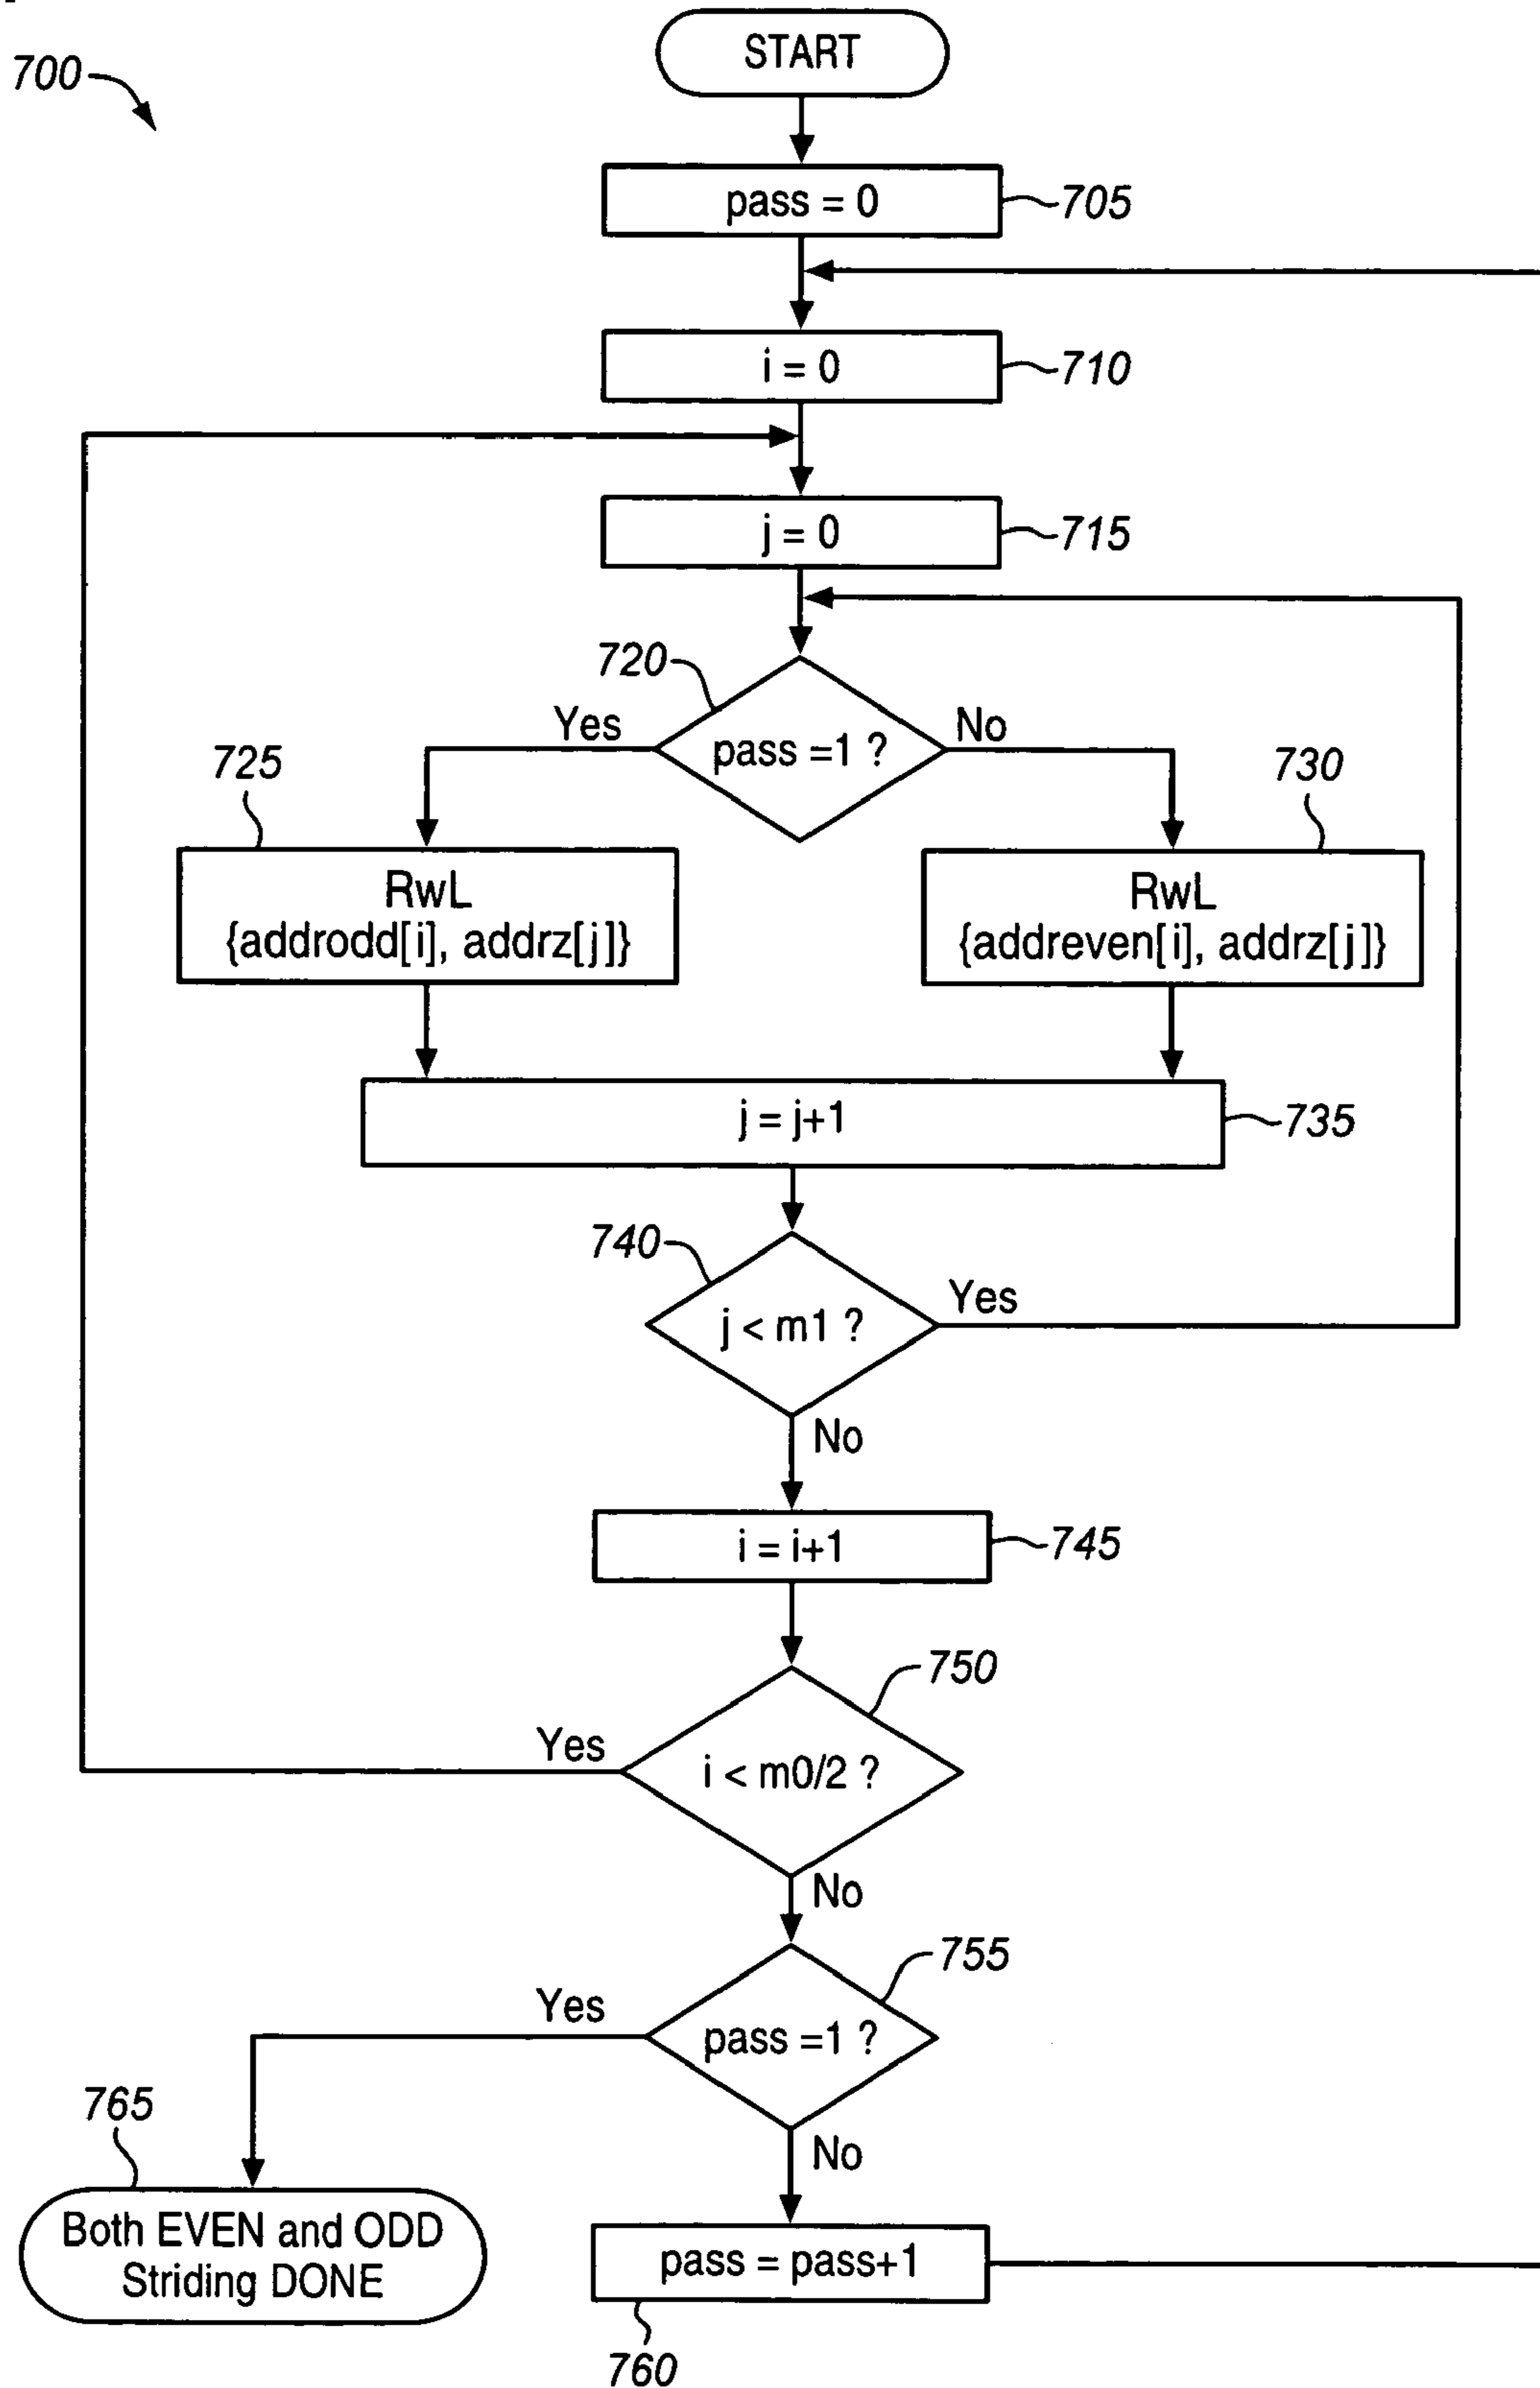 START
700
pass = 0
705
i = 0
710
j = 0
715
720
Yes
pass =1 ?
No
725
730
RwL
{addrodd[i], addrz[j]}
RwL
{addreven[i], addrz[j]}
j = j+1
735
740
j < m1 ?
Yes
No
i = i+1
745
750
Yes
i < m0/2 ?
No
755
Yes
pass =1 ?
765
No
Both EVEN and ODD
Striding DONE
pass = pass+1
760